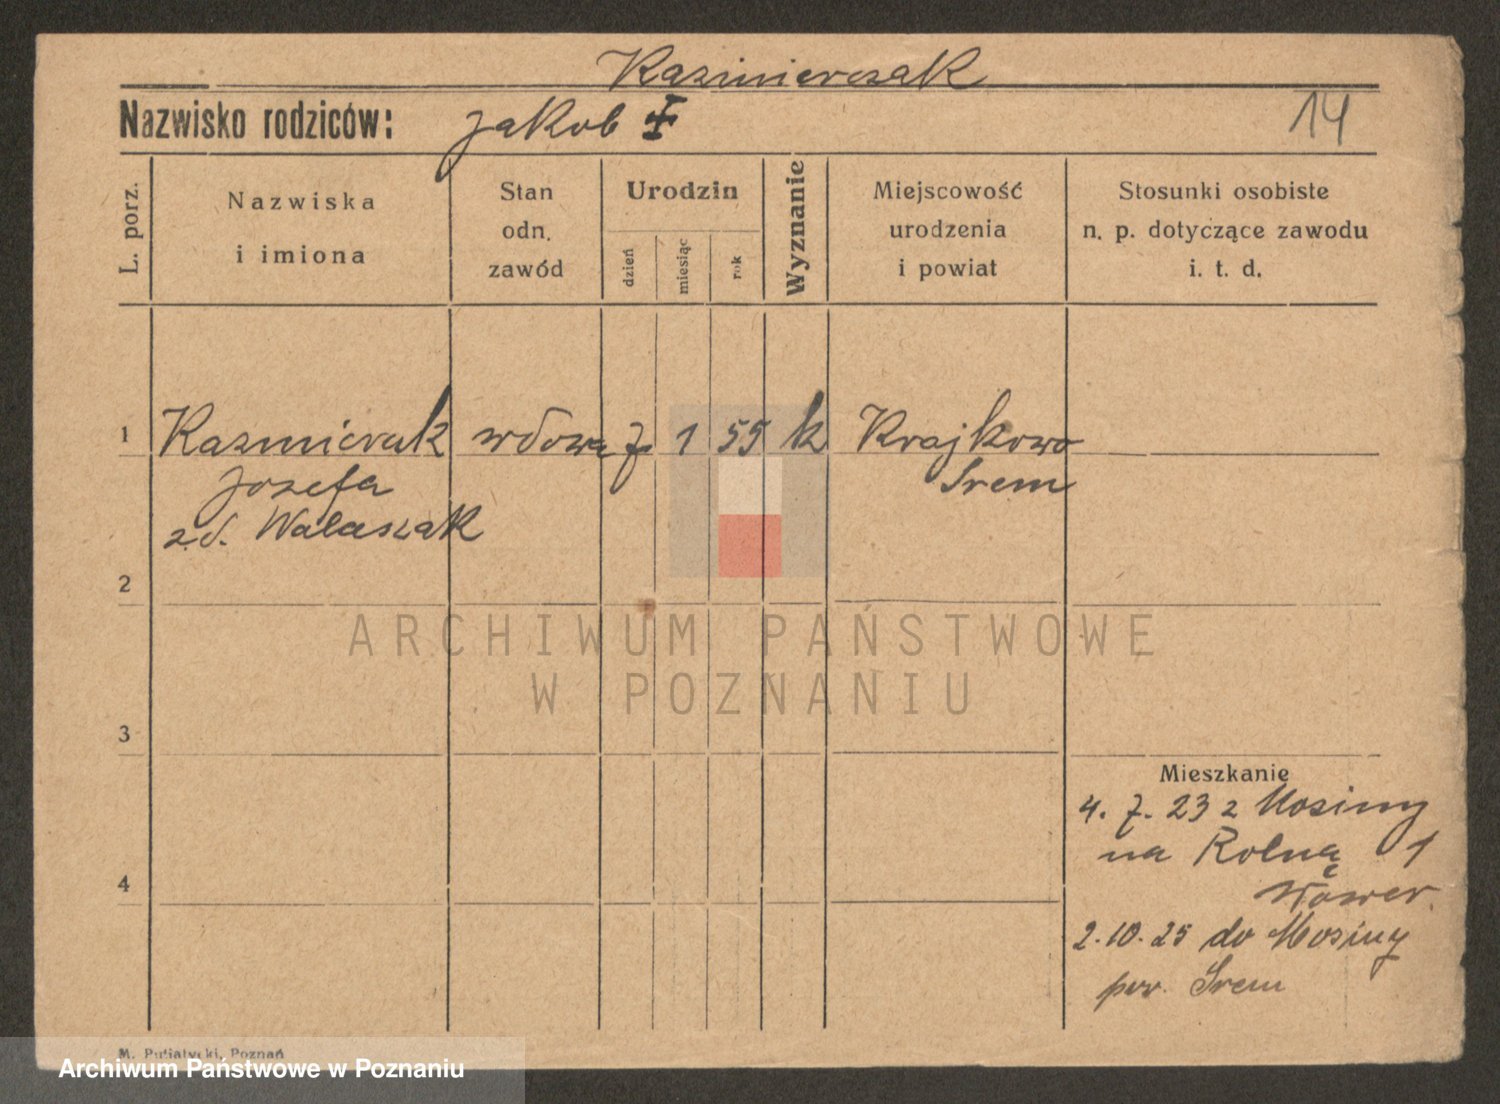 Kazmierczak
Nazwisko rodziców: Jakob
14
L. porz.
Nazwiska
i imiona
Stan
odn.
zawód
Urodzin
dzień
miesiąc
rok
Wyznanie
Miejscowość
urodzenia
i powiat
Stosunki osobiste
n. p. dotyczące zawodu
i. t. d.
1 Kazmierczak wdowa 7. 1 55 k Krajkowo
Jozefa Srem
z. d. Walaszak
2
3
Mieszkanie
4. 7. 23 z Mosiny
na Rolną 1
4
2.10.25 do Mosiny
pow. Srem
M. Putiatycki, Poznań
ARCHIWUM PAŃSTWOWE
W POZNANIU
Archiwum Państwowe w Poznaniu